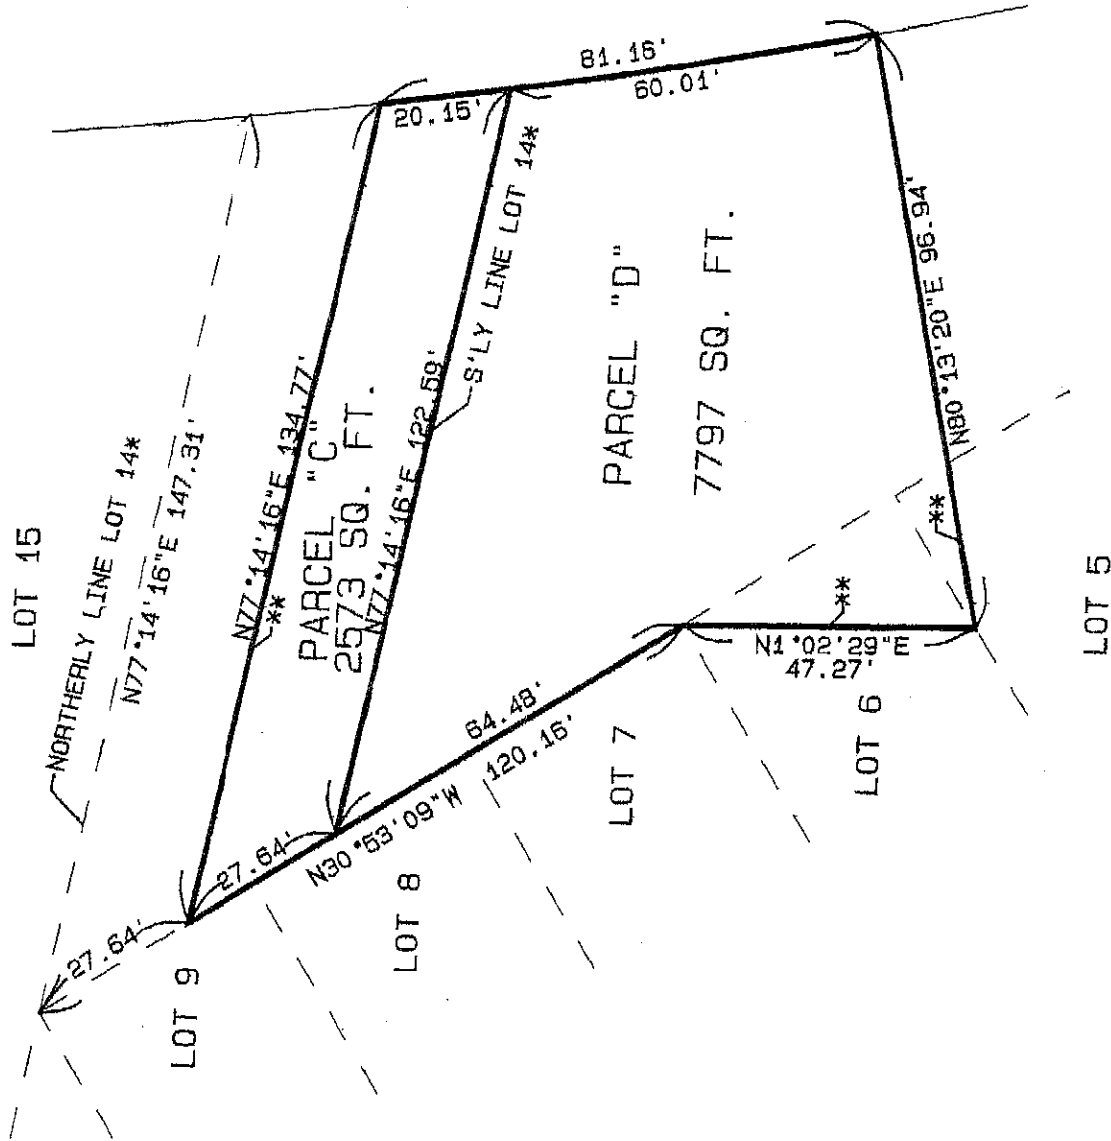 LOT 15
NORTHERLY LINE LOT 14*
N77°14'16"E 147.31'
81.16'
20.15'
60.01'
N77°14'16"E 134.77'
**
PARCEL "C"
2573 SQ. FT.
N77°14'16"E 122.59'
S'LY LINE LOT 14*
PARCEL "D"
7797 SQ. FT.
N80°13'20"E 96.94'
**
**
N1°02'29"E
47.27'
64.48'
120.16'
N30°53'09"W
27.64'
27.64'
LOT 9
LOT 8
LOT 7
LOT 6
LOT 5